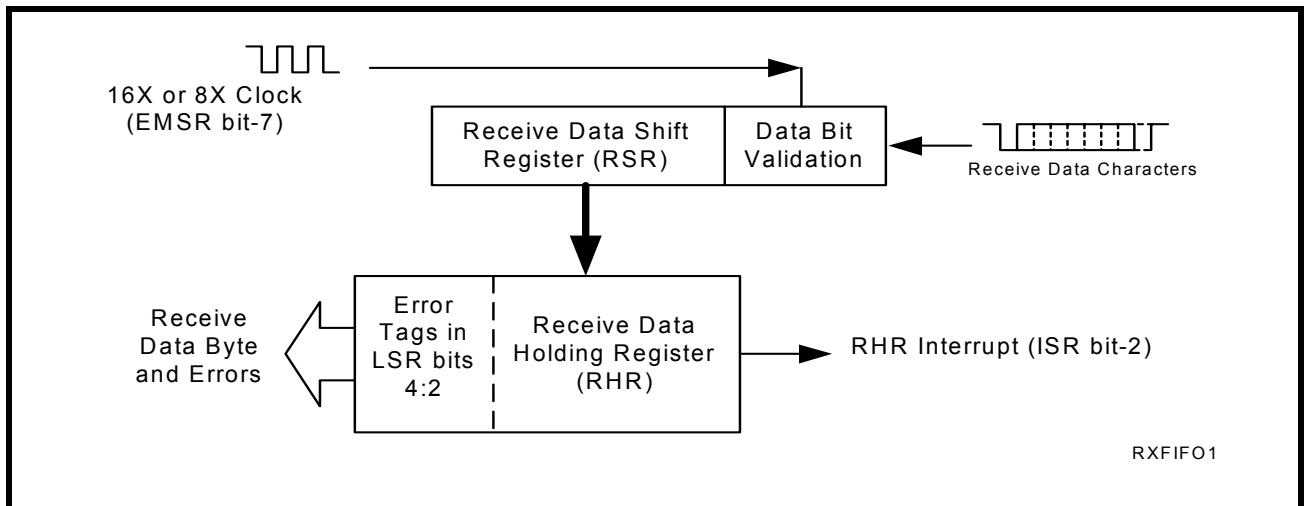 16X or 8X Clock
(EMSR bit-7)
Receive Data Shift
Register (RSR)
Data Bit
Validation
Receive Data Characters
Receive
Data Byte
and Errors
Error
Tags in
LSR bits
4:2
Receive Data
Holding Register
(RHR)
RHR Interrupt (ISR bit-2)
RXFIFO1